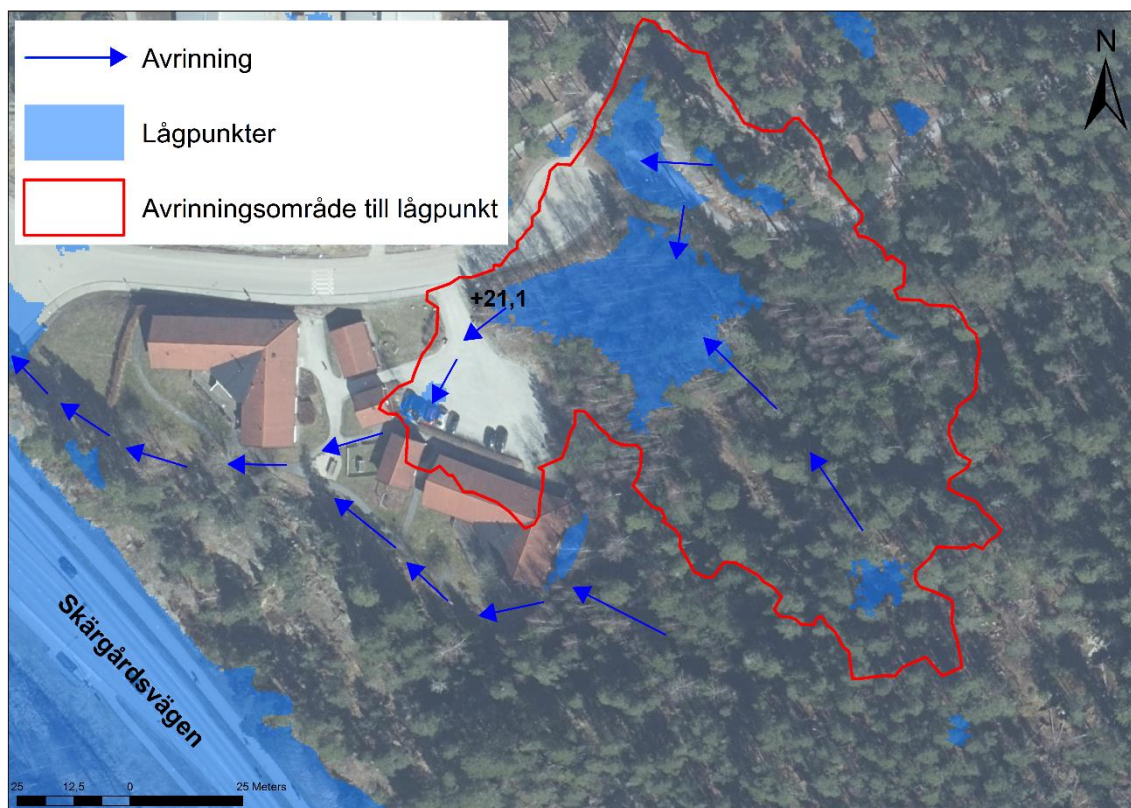 Avrinning
Lågpunkter
Avrinningsområde till lågpunkt
N
+21,1
Skärgårdsvägen
25 12,5 0 25 Meters